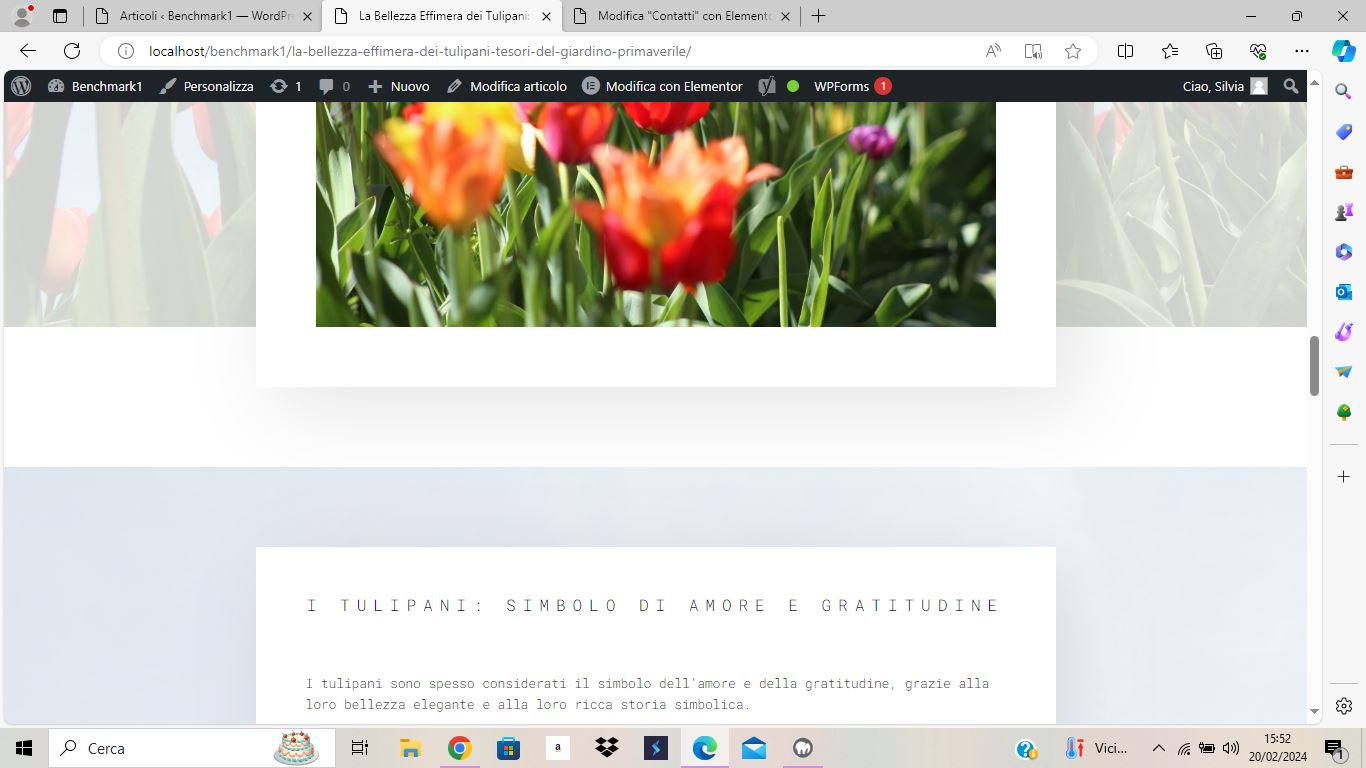 Articoli ‹ Benchmark1 — WordPr
La Bellezza Effimera dei Tulipani:
Modifica "Contatti" con Elemento
localhost/benchmark1/la-bellezza-effimera-dei-tulipani-tesori-del-giardino-primaverile/
Benchmark1 Personalizza 1 0 Nuovo Modifica articolo Modifica con Elementor WPForms 1 Ciao, Silvia
I TULIPANI: SIMBOLO DI AMORE E GRATITUDINE
I tulipani sono spesso considerati il simbolo dell'amore e della gratitudine, grazie alla
loro bellezza elegante e alla loro ricca storia simbolica.
Cerca
a
Vici...
15:52
20/02/2024
1